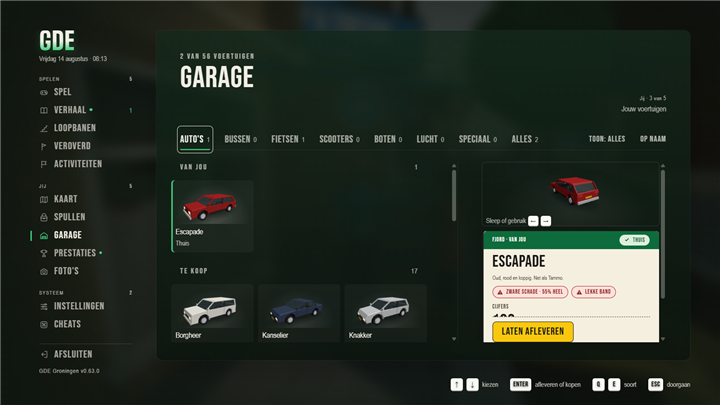 GDE
Vrijdag 14 augustus · 08:13
SPELEN 5
SPEL
VERHAAL 1
LOOPBANEN
VEROVERD
ACTIVITEITEN
JIJ 5
KAART
SPULLEN
GARAGE
PRESTATIES
FOTO'S
SYSTEEM 2
INSTELLINGEN
CHEATS
AFSLUITEN
GDE Groningen v0.63.0
2 VAN 56 VOERTUIGEN
GARAGE
Jij · 3 van 5
Jouw voertuigen
AUTO'S 1 BUSSEN 0 FIETSEN 1 SCOOTERS 0 BOTEN 0 LUCHT 0 SPECIAAL 0 ALLES 2 TOON: ALLES OP NAAM
VAN JOU 1
Escapade
Thuis
TE KOOP 17
Borgheer
Kanselier
Knakker
Sleep of gebruik ← →
FJORD · VAN JOU ✓ THUIS
ESCAPADE
Oud, rood en koppig. Net als Tammo.
ZWARE SCHADE · 55% HEEL LEKKE BAND
CIJFERS
LATEN AFLEVEREN
↑ ↓ kiezen ENTER afleveren of kopen Q E soort ESC doorgaan